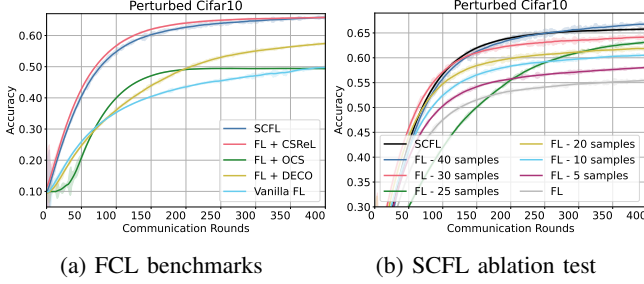 Perturbed Cifar10
0.60
0.50
0.40
0.30
0.20
0.10
Accuracy
SCFL
FL + CSReL
FL + OCS
FL + DECO
Vanilla FL
0 50 100 150 200 250 300 350 400
Communication Rounds
(a) FCL benchmarks
Perturbed Cifar10
0.65
0.60
0.55
0.50
0.45
0.40
0.35
0.30
Accuracy
SCFL
FL - 40 samples
FL - 30 samples
FL - 25 samples
FL - 20 samples
FL - 10 samples
FL - 5 samples
FL
0 50 100 150 200 250 300 350 400
Communication Rounds
(b) SCFL ablation test